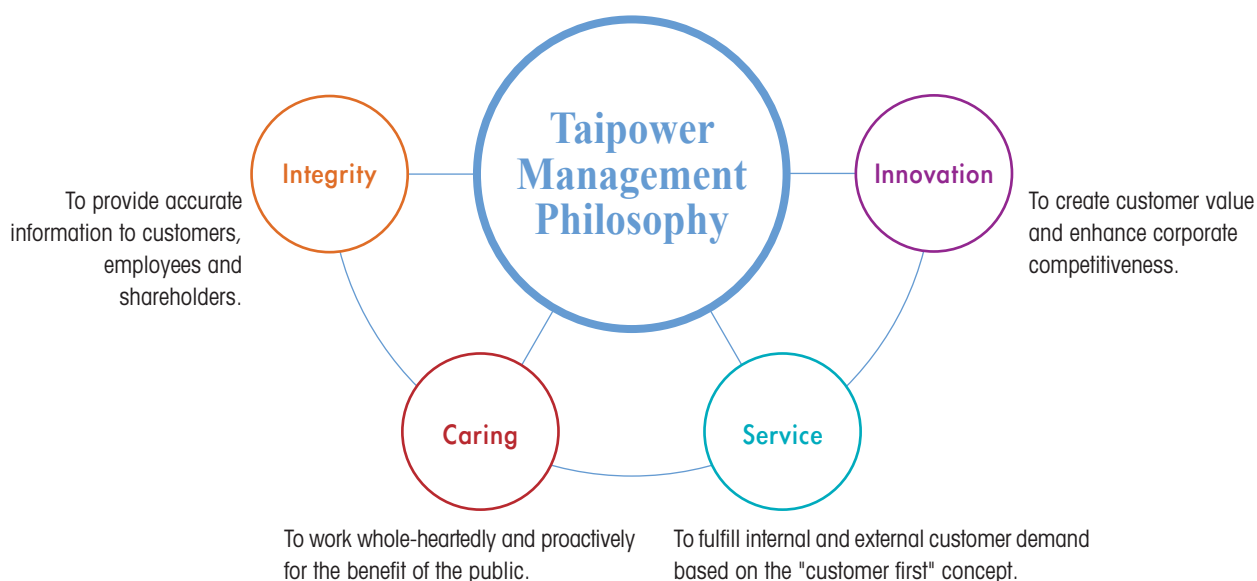 Taipower
Management
Philosophy
Integrity
To provide accurate
information to customers,
employees and
shareholders.
Caring
To work whole-heartedly and proactively
for the benefit of the public.
Service
To fulfill internal and external customer demand
based on the "customer first" concept.
Innovation
To create customer value
and enhance corporate
competitiveness.